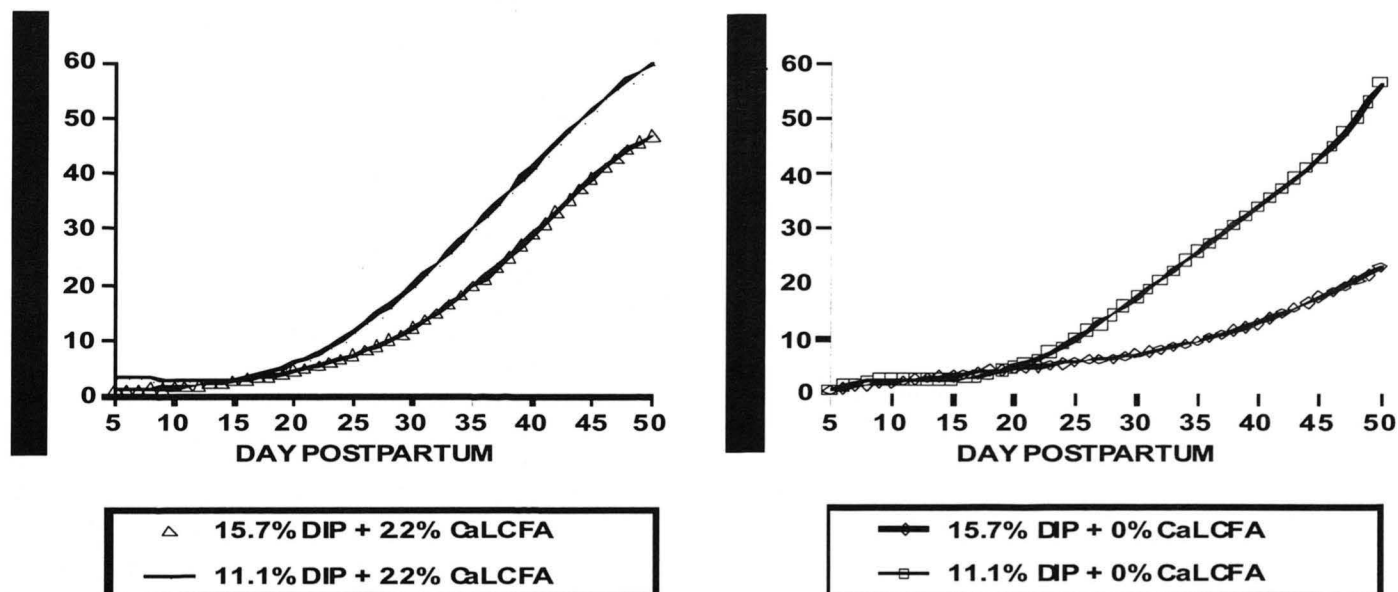 60
50
40
30
20
10
0
5 10 15 20 25 30 35 40 45 50
DAY POSTPARTUM
15.7% DIP + 2.2% CaLCFA
11.1% DIP + 2.2% CaLCFA
60
50
40
30
20
10
0
5 10 15 20 25 30 35 40 45 50
DAY POSTPARTUM
15.7% DIP + 0% CaLCFA
11.1% DIP + 0% CaLCFA